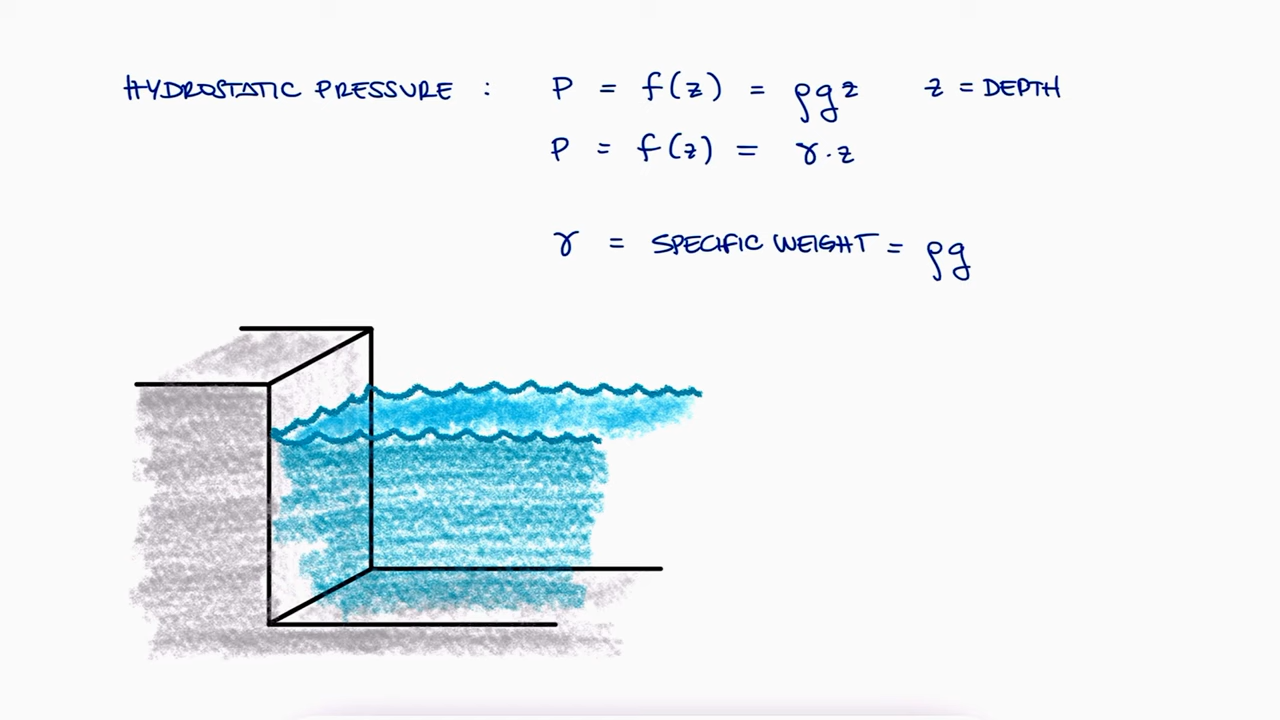 HYDROSTATIC PRESSURE : P = f(z) = ρgz z = DEPTH
P = f(z) = γ·z
γ = SPECIFIC WEIGHT = ρg